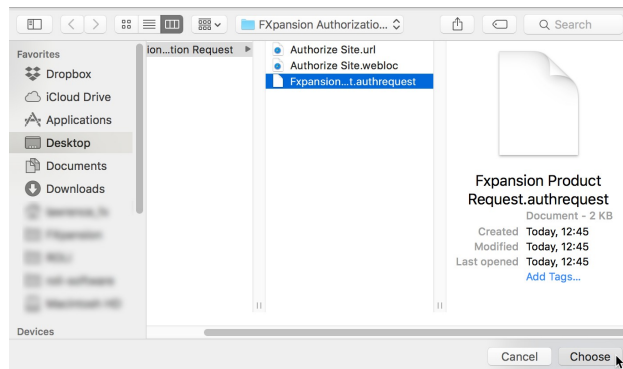 FXpansion Authorizatio...
Search
Favorites
Dropbox
iCloud Drive
Applications
Desktop
Documents
Downloads
Devices
ion...tion Request
Authorize Site.url
Authorize Site.webloc
Fxpansion...t.authrequest
Fxpansion Product
Request.authrequest
Document - 2 KB
Created Today, 12:45
Modified Today, 12:45
Last opened Today, 12:45
Add Tags...
Cancel
Choose